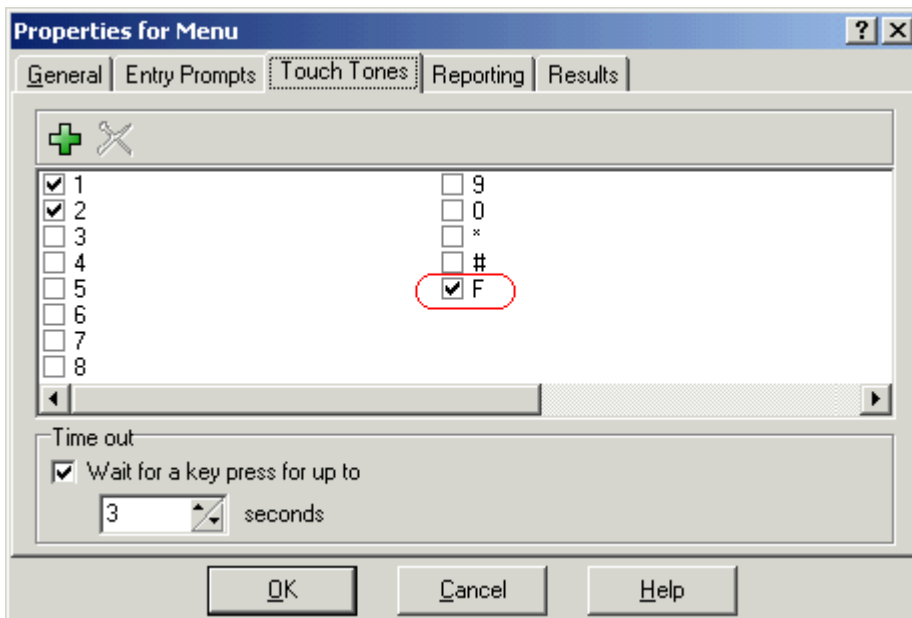 Properties for Menu
General Entry Prompts Touch Tones Reporting Results
1
2
3
4
5
6
7
8
9
0
*
#
F
Time out
Wait for a key press for up to
3 seconds
OK Cancel Help